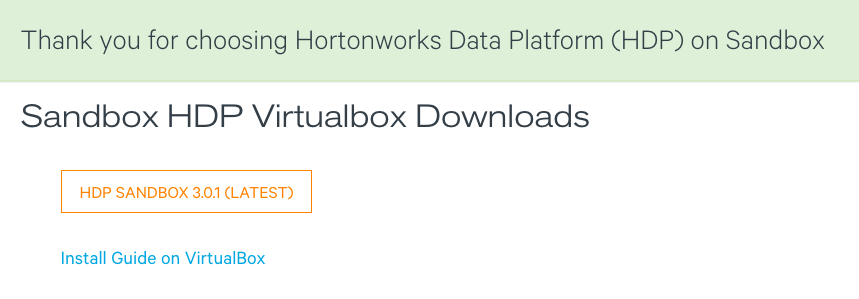 Thank you for choosing Hortonworks Data Platform (HDP) on Sandbox
Sandbox HDP Virtualbox Downloads
HDP SANDBOX 3.0.1 (LATEST)
Install Guide on VirtualBox